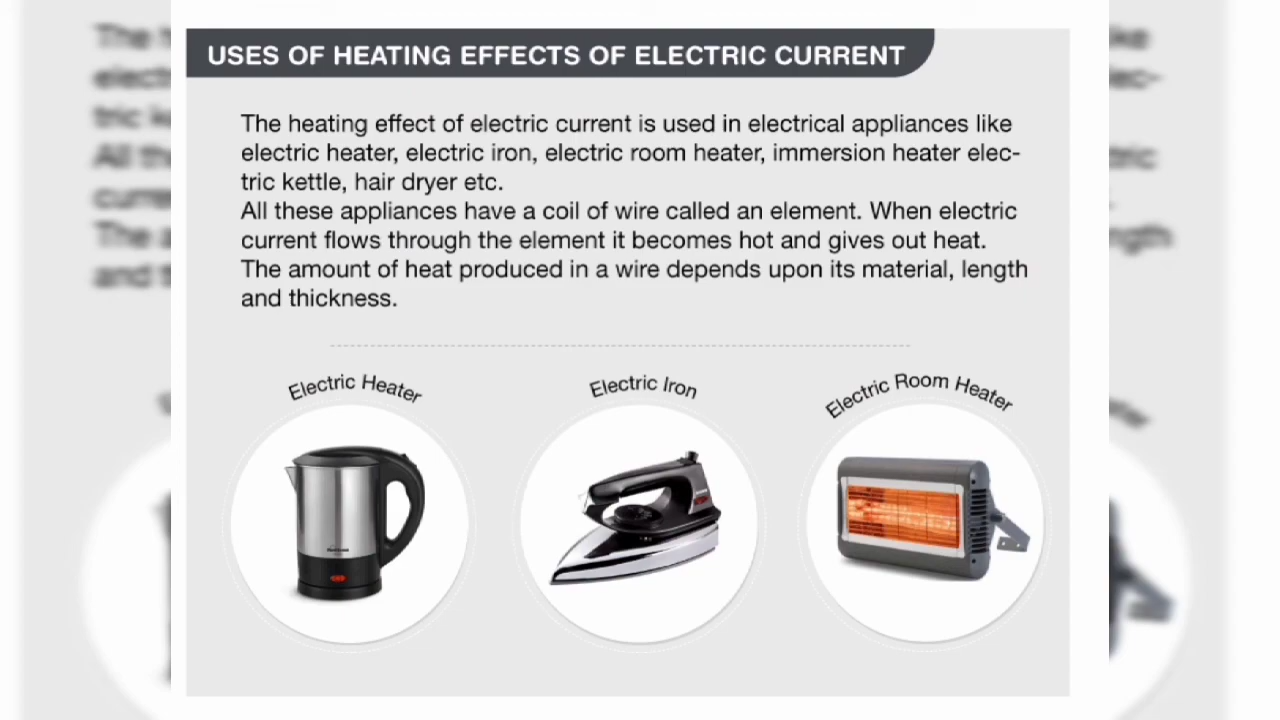 USES OF HEATING EFFECTS OF ELECTRIC CURRENT
The heating effect of electric current is used in electrical appliances like
electric heater, electric iron, electric room heater, immersion heater elec-
tric kettle, hair dryer etc.
All these appliances have a coil of wire called an element. When electric
current flows through the element it becomes hot and gives out heat.
The amount of heat produced in a wire depends upon its material, length
and thickness.
Electric Heater
Electric Iron
Electric Room Heater